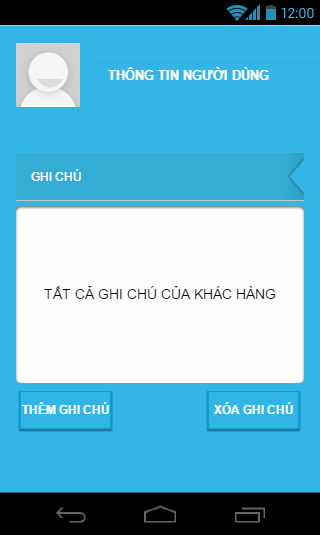 12:00
THÔNG TIN NGƯỜI DÙNG
GHI CHÚ
TẤT CẢ GHI CHÚ CỦA KHÁC HÀNG
THÊM GHI CHÚ
XÓA GHI CHÚ